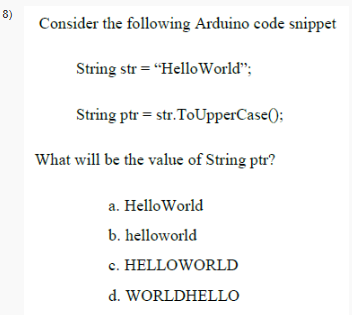 8)
Consider the following Arduino code snippet
String str = “HelloWorld”;
String ptr = str.ToUpperCase();
What will be the value of String ptr?
a. HelloWorld
b. helloworld
c. HELLOWORLD
d. WORLDHELLO